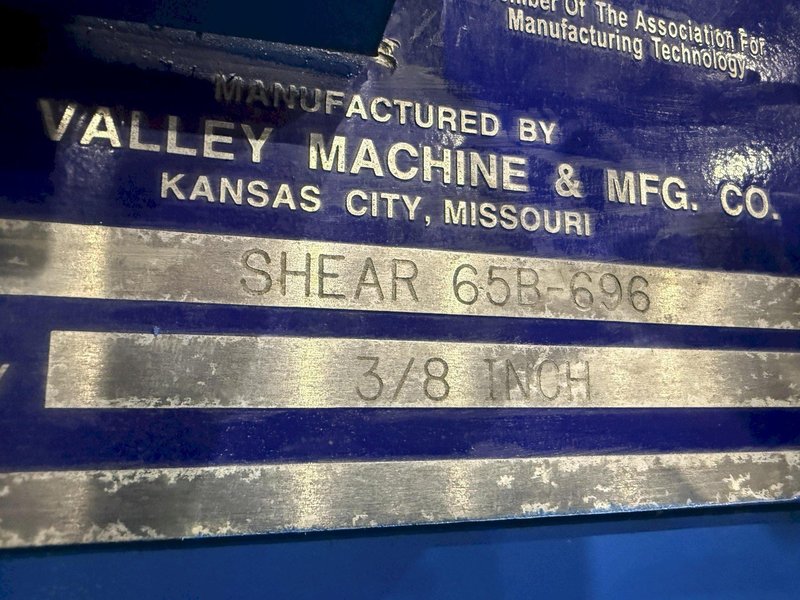 Of The Association For
Manufacturing Technology
MANUFACTURED BY
VALLEY MACHINE & MFG. CO.
KANSAS CITY, MISSOURI
SHEAR 65B-696
3/8 INCH